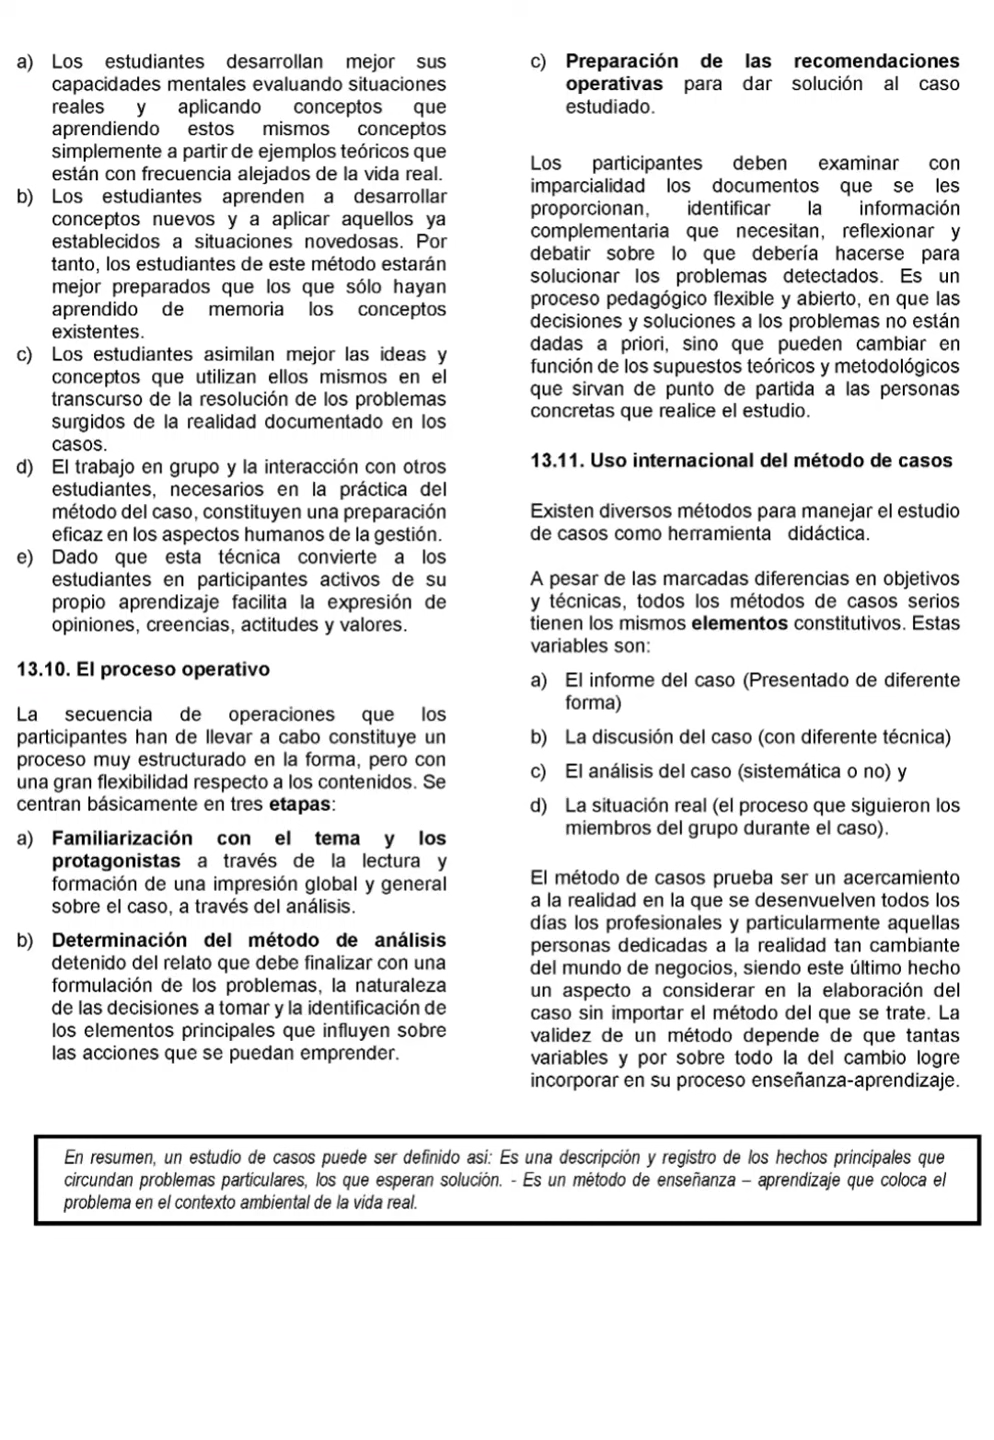 a) Los estudiantes desarrollan mejor sus
capacidades mentales evaluando situaciones
reales y aplicando conceptos que
aprendiendo estos mismos conceptos
simplemente a partir de ejemplos teóricos que
están con frecuencia alejados de la vida real.
b) Los estudiantes aprenden a desarrollar
conceptos nuevos y a aplicar aquellos ya
establecidos a situaciones novedosas. Por
tanto, los estudiantes de este método estarán
mejor preparados que los que sólo hayan
aprendido de memoria los conceptos
existentes.
c) Los estudiantes asimilan mejor las ideas y
conceptos que utilizan ellos mismos en el
transcurso de la resolución de los problemas
surgidos de la realidad documentado en los
casos.
d) El trabajo en grupo y la interacción con otros
estudiantes, necesarios en la práctica del
método del caso, constituyen una preparación
eficaz en los aspectos humanos de la gestión.
e) Dado que esta técnica convierte a los
estudiantes en participantes activos de su
propio aprendizaje facilita la expresión de
opiniones, creencias, actitudes y valores.
13.10. El proceso operativo
La secuencia de operaciones que los
participantes han de llevar a cabo constituye un
proceso muy estructurado en la forma, pero con
una gran flexibilidad respecto a los contenidos. Se
centran básicamente en tres etapas:
a) Familiarización con el tema y los
protagonistas a través de la lectura y
formación de una impresión global y general
sobre el caso, a través del análisis.
b) Determinación del método de análisis
detenido del relato que debe finalizar con una
formulación de los problemas, la naturaleza
de las decisiones a tomar y la identificación de
los elementos principales que influyen sobre
las acciones que se puedan emprender.
c) Preparación de las recomendaciones
operativas para dar solución al caso
estudiado.
Los participantes deben examinar con
imparcialidad los documentos que se les
proporcionan, identificar la información
complementaria que necesitan, reflexionar y
debatir sobre lo que debería hacerse para
solucionar los problemas detectados. Es un
proceso pedagógico flexible y abierto, en que las
decisiones y soluciones a los problemas no están
dadas a priori, sino que pueden cambiar en
función de los supuestos teóricos y metodológicos
que sirvan de punto de partida a las personas
concretas que realice el estudio.
13.11. Uso internacional del método de casos
Existen diversos métodos para manejar el estudio
de casos como herramienta didáctica.
A pesar de las marcadas diferencias en objetivos
y técnicas, todos los métodos de casos serios
tienen los mismos elementos constitutivos. Estas
variables son:
a) El informe del caso (Presentado de diferente
forma)
b) La discusión del caso (con diferente técnica)
c) El análisis del caso (sistemática o no) y
d) La situación real (el proceso que siguieron los
miembros del grupo durante el caso).
El método de casos prueba ser un acercamiento
a la realidad en la que se desenvuelven todos los
días los profesionales y particularmente aquellas
personas dedicadas a la realidad tan cambiante
del mundo de negocios, siendo este último hecho
un aspecto a considerar en la elaboración del
caso sin importar el método del que se trate. La
validez de un método depende de que tantas
variables y por sobre todo la del cambio logre
incorporar en su proceso enseñanza-aprendizaje.
En resumen, un estudio de casos puede ser definido asi: Es una descripción y registro de los hechos principales que
circundan problemas particulares, los que esperan solución. - Es un método de enseñanza – aprendizaje que coloca el
problema en el contexto ambiental de la vida real.